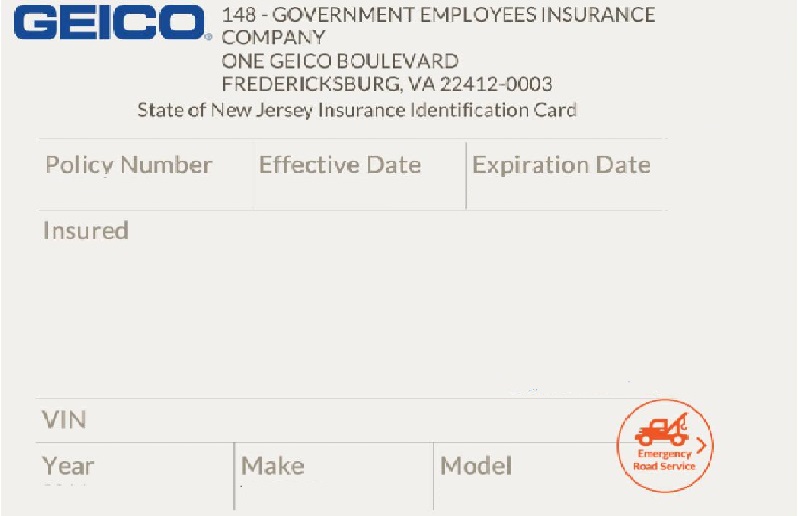 GEICO
148 - GOVERNMENT EMPLOYEES INSURANCE
COMPANY
ONE GEICO BOULEVARD
FREDERICKSBURG, VA 22412-0003
State of New Jersey Insurance Identification Card
Policy Number Effective Date Expiration Date
Insured
VIN
Year Make Model
Emergency
Road Service